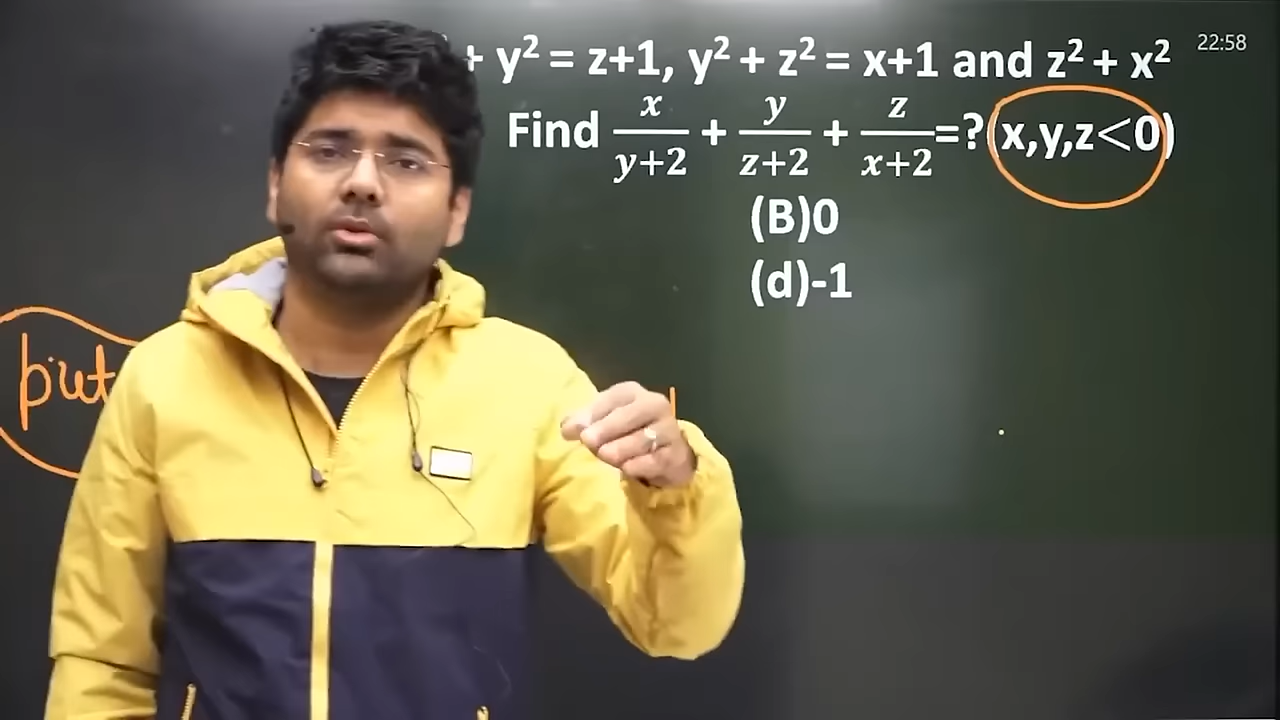 + y² = z+1, y² + z² = x+1 and z² + x²
22:58
Find x/y+2 + y/z+2 + z/x+2 =?(x,y,z<0)
(B)0
(d)-1
put